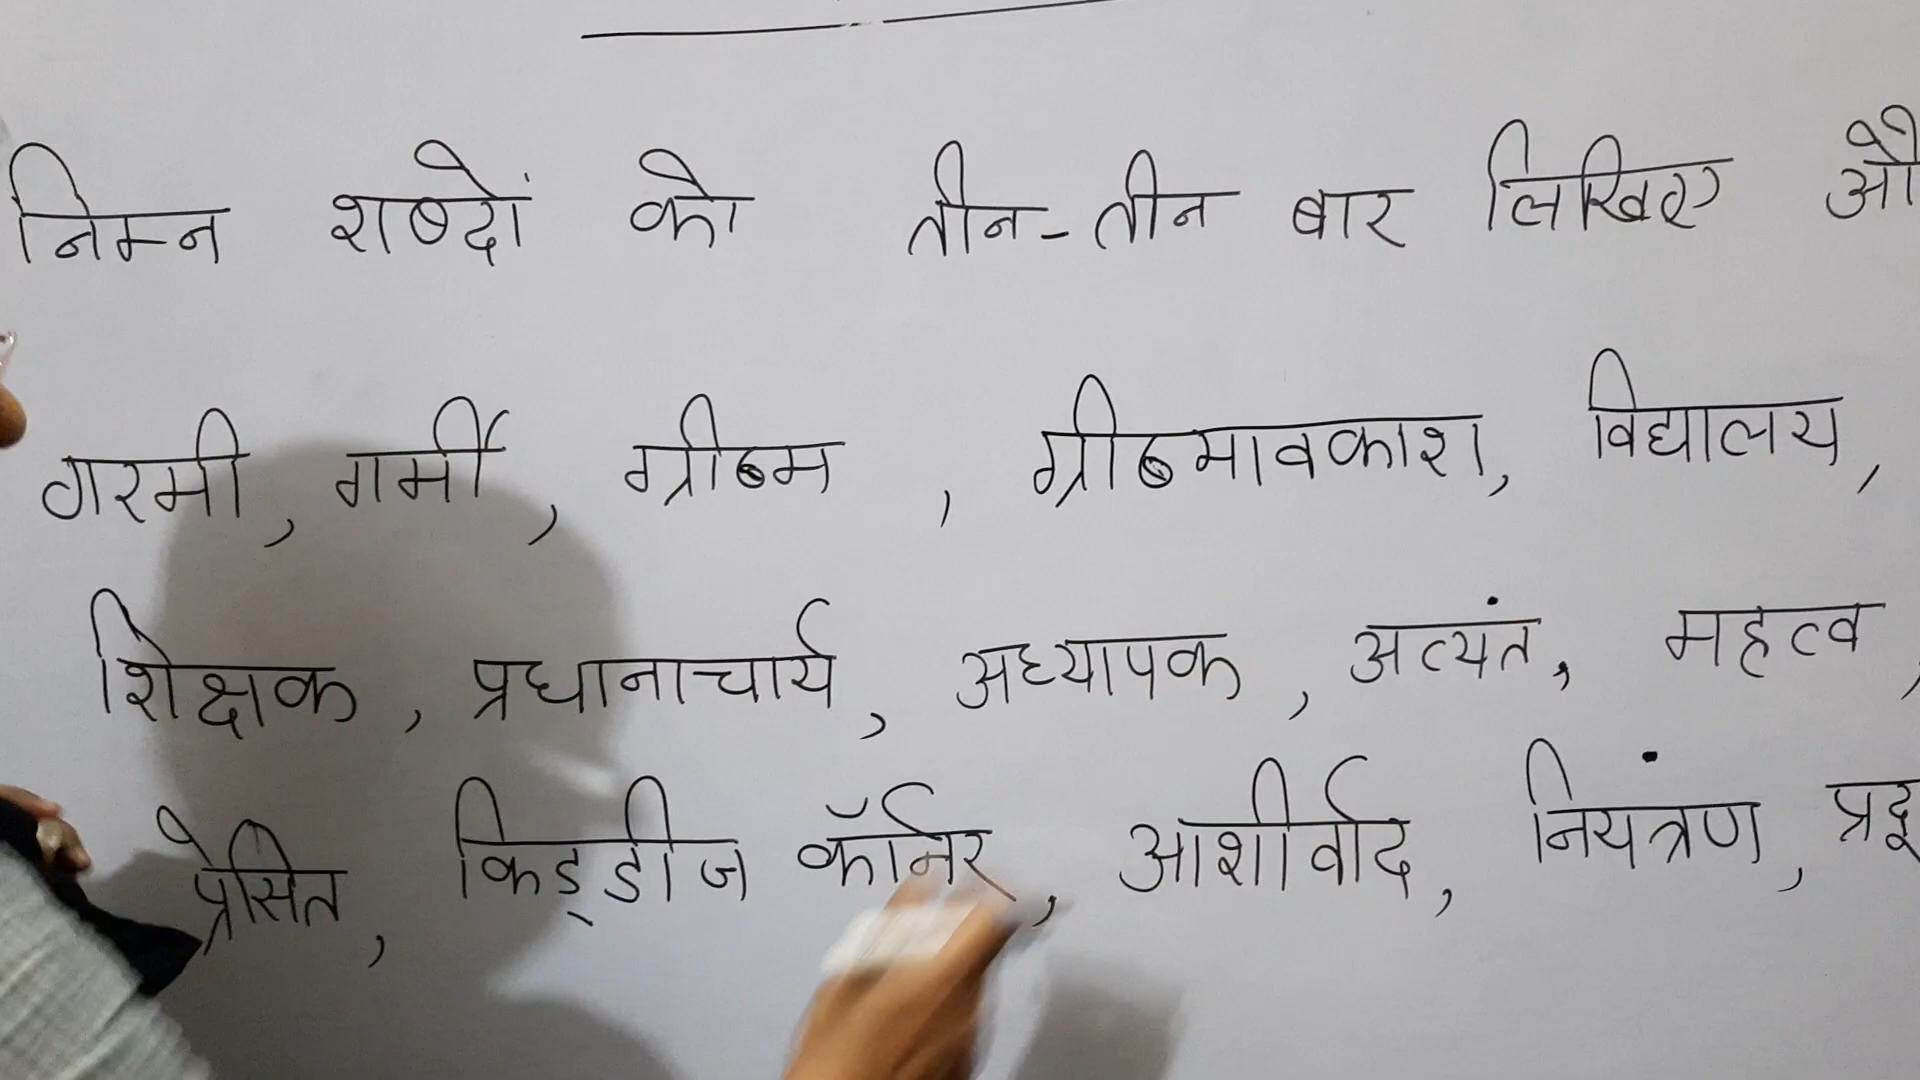 निम्न शब्दों को तीन-तीन बार लिखिए
गरमी, गर्मी, ग्रीष्म, ग्रीष्मावकाश, विद्यालय,
शिक्षक, प्रधानाचार्य, अध्यापक, अत्यंत, महत्व,
प्रेसित, किड्डीज कॉर्नर, आशीर्वाद, नियंत्रण,